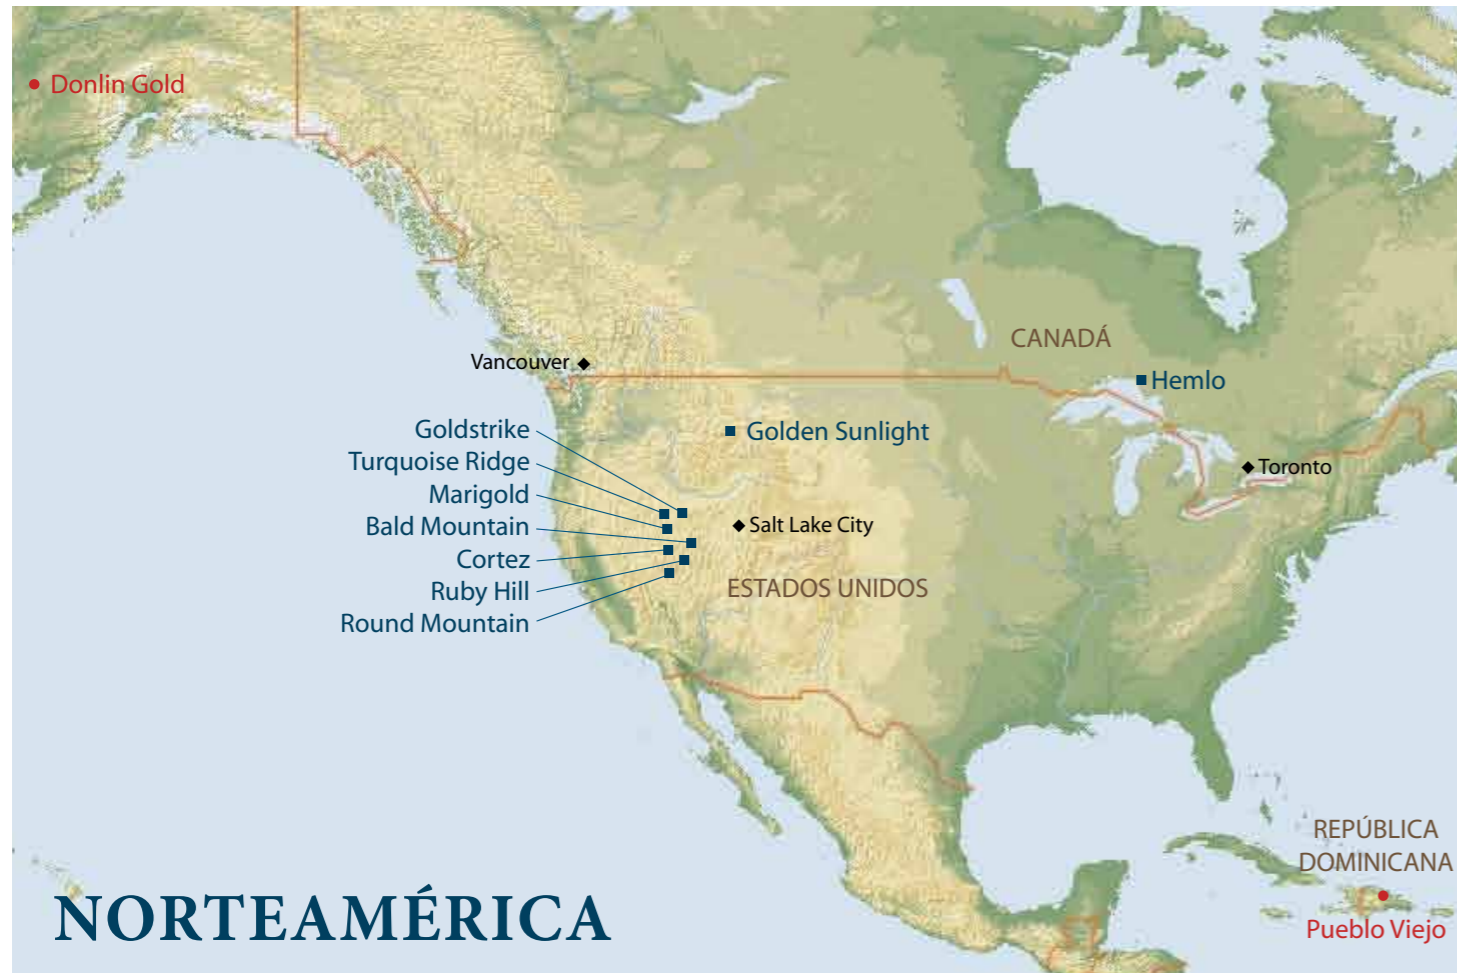 Donlin Gold
CANADÁ
Vancouver
Hemlo
Goldstrike
Golden Sunlight
Turquoise Ridge
Toronto
Marigold
Bald Mountain
Salt Lake City
Cortez
Ruby Hill
ESTADOS UNIDOS
Round Mountain
REPÚBLICA
DOMINICANA
NORTEAMÉRICA
Pueblo Viejo